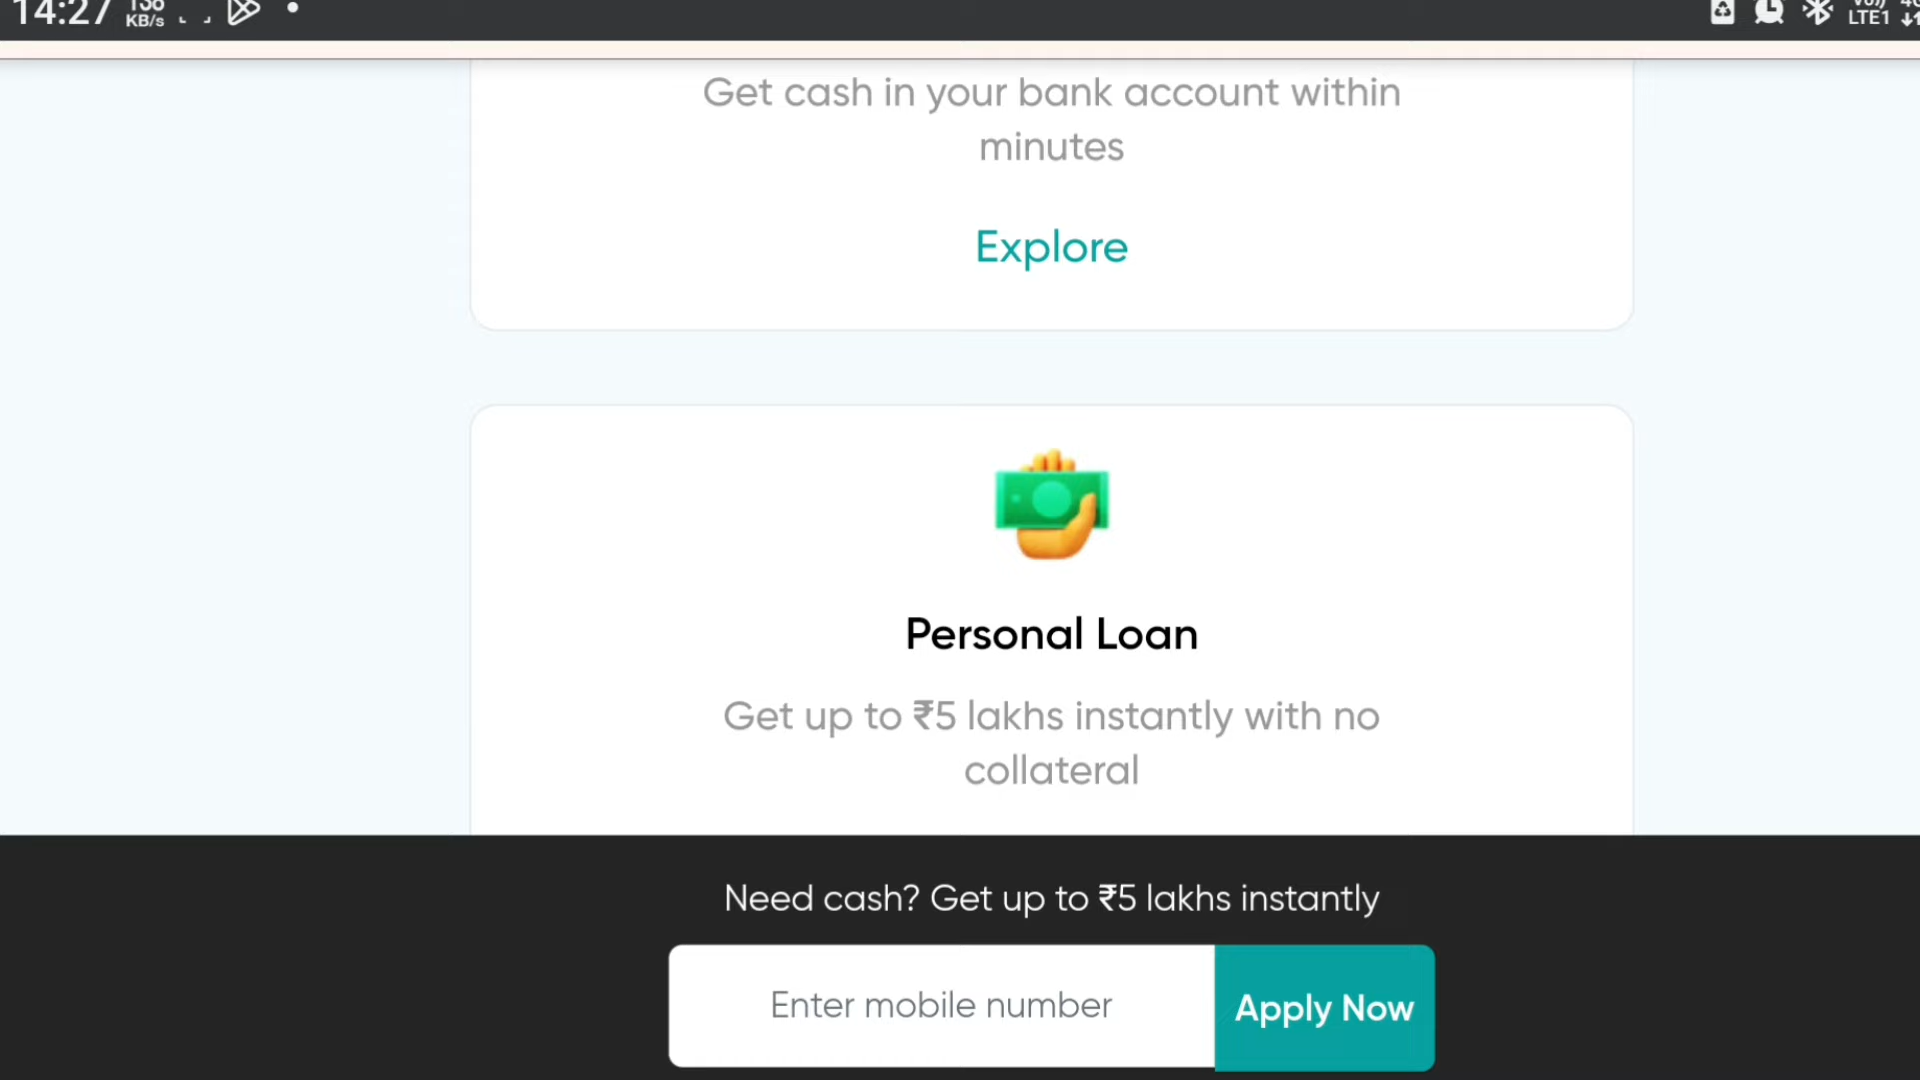 14:27 KB/s LTE1
Get cash in your bank account within
minutes
Explore
Personal Loan
Get up to ₹5 lakhs instantly with no
collateral
Need cash? Get up to ₹5 lakhs instantly
Enter mobile number
Apply Now